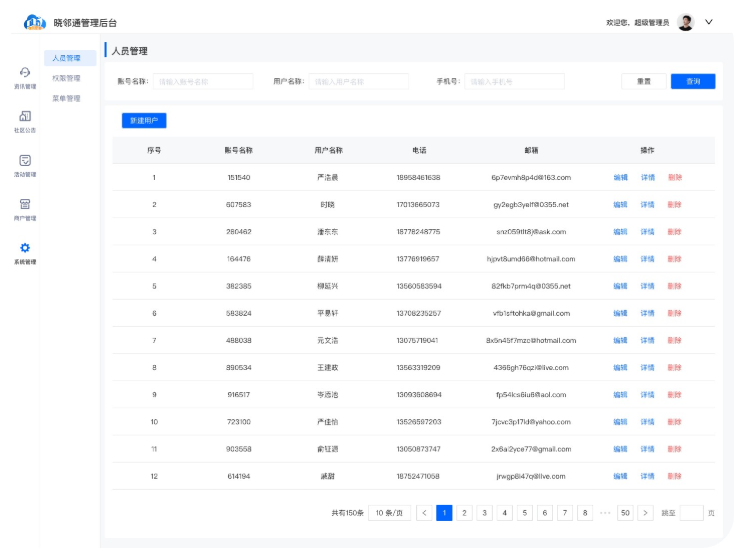 晓邻通管理后台
欢迎您，超级管理员
资讯管理
社区公告
活动管理
商户管理
系统管理
人员管理
权限管理
菜单管理
人员管理
账号名称： 请输入账号名称 用户名称： 请输入用户名称 手机号： 请输入手机号 重置 查询
新建用户
序号 账号名称 用户名称 电话 邮箱 操作
1 151540 严浩晨 19958461638 6p7evmh8p4d@163.com 编辑 详情 删除
2 607583 时晓 17013665073 gy2egb3yelf@0355.net 编辑 详情 删除
3 280462 潘东东 18778248775 snz059tlt8j@ask.com 编辑 详情 删除
4 164476 薛清妍 13776919657 hjpvt8umd66@hotmail.com 编辑 详情 删除
5 382385 柳延兴 13560583594 82fkb7prm4q@0355.net 编辑 详情 删除
6 583824 平易轩 13708235257 vfb1sftohka@gmail.com 编辑 详情 删除
7 488038 元文浩 13075719041 8x5n45f7mzc@hotmail.com 编辑 详情 删除
8 890534 王建政 13563319209 4366gh76qzi@live.com 编辑 详情 删除
9 916517 岑添池 13093608694 fp54lcs6iu8@aol.com 编辑 详情 删除
10 723100 严佳怡 13526597203 7jcvc3p17ld@yahoo.com 编辑 详情 删除
11 903558 俞钰源 13050873747 2x6ai2yce77@gmail.com 编辑 详情 删除
12 614194 戚甜 18752471058 jrwgp8i47q@live.com 编辑 详情 删除
共有150条 10 条/页 < 1 2 3 4 5 6 7 8 ··· 50 > 跳至 页